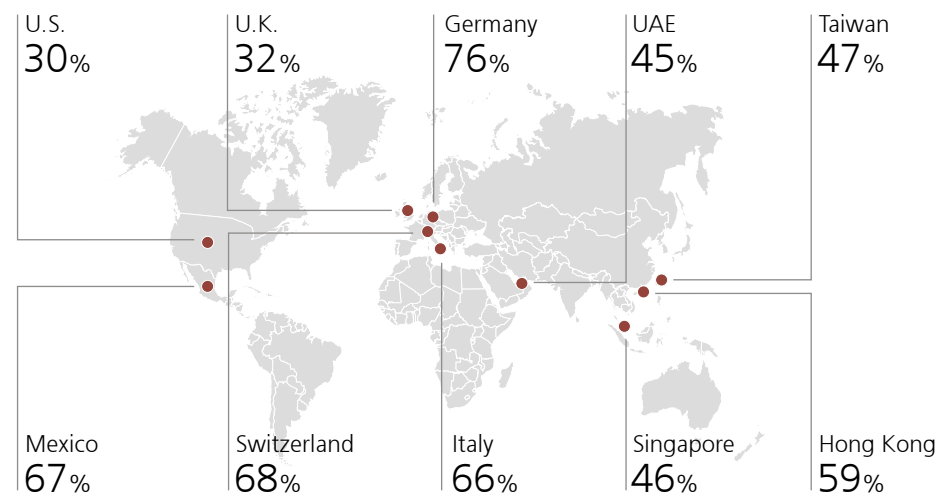 U.S.
30%
U.K.
32%
Germany
76%
UAE
45%
Taiwan
47%
Mexico
67%
Switzerland
68%
Italy
66%
Singapore
46%
Hong Kong
59%